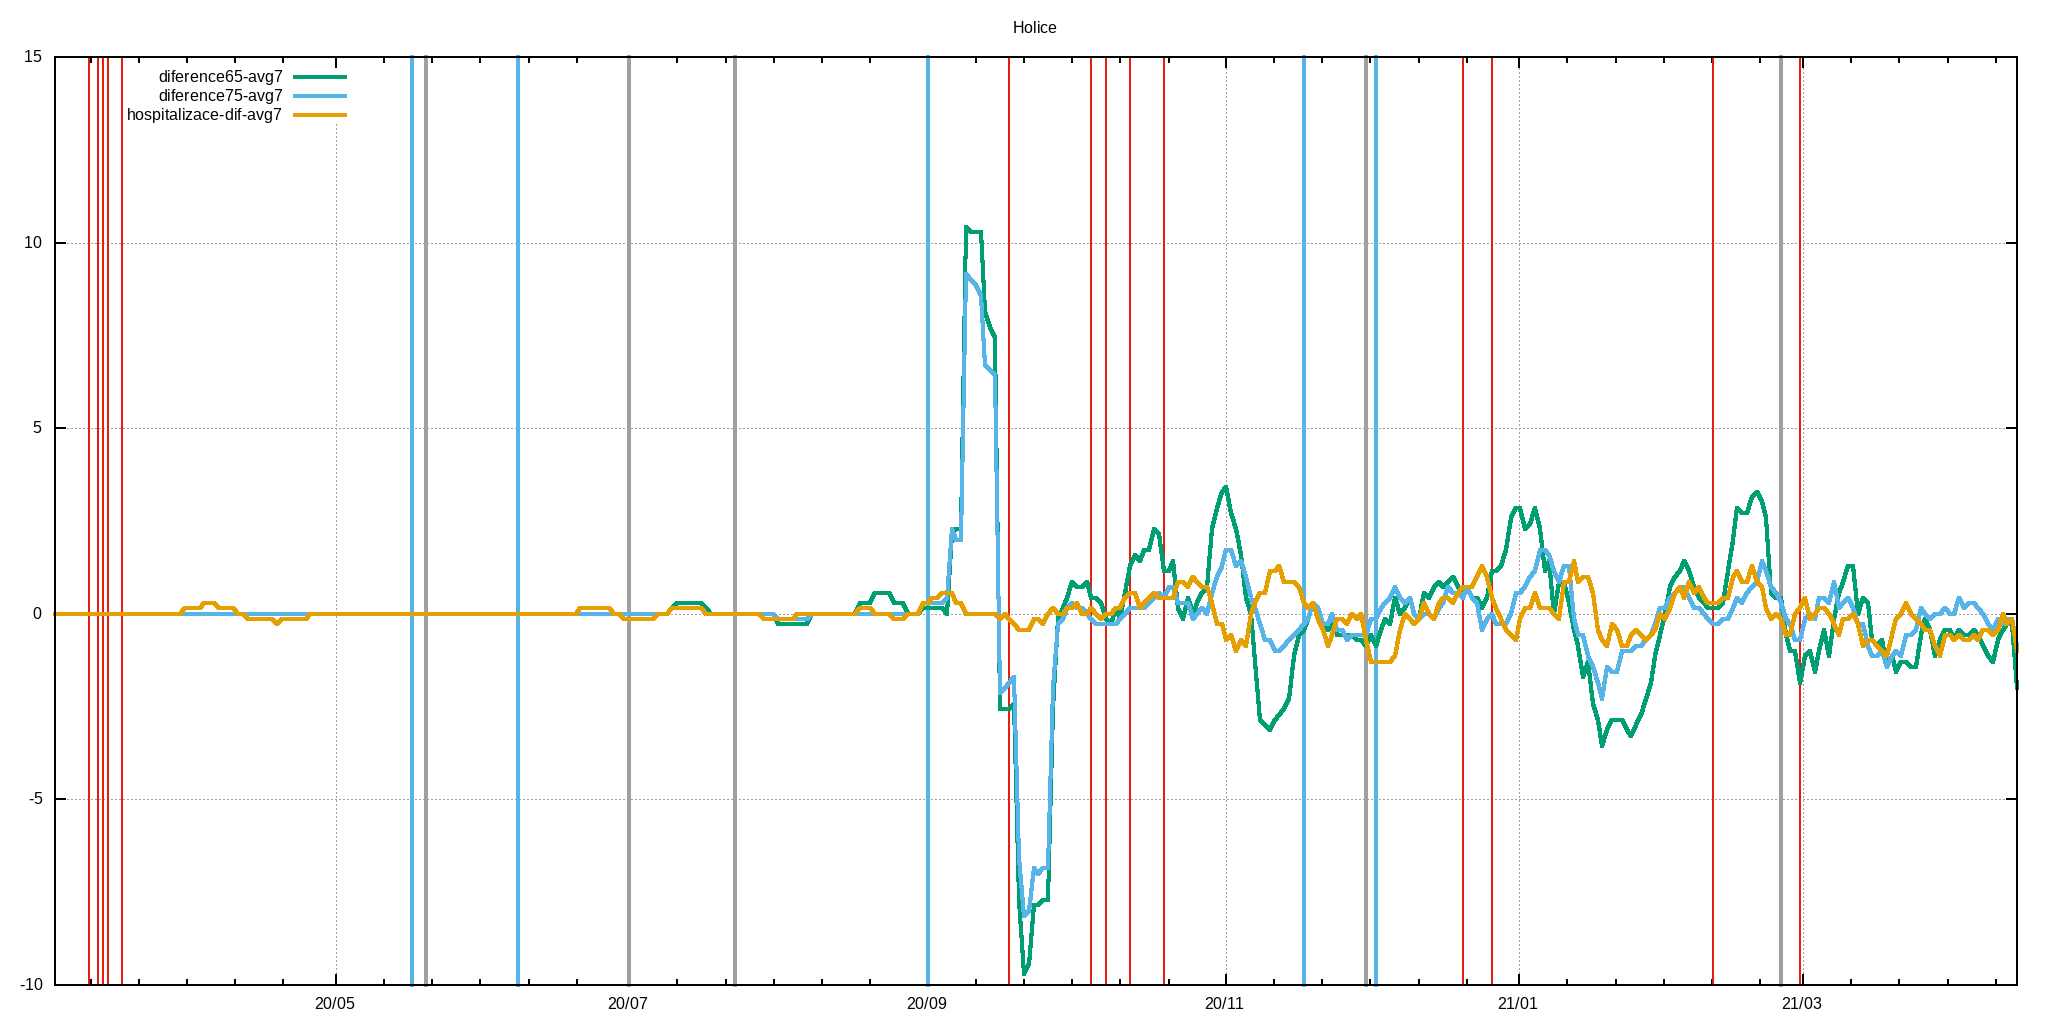 Holice
15
diference65-avg7
diference75-avg7
hospitalizace-dif-avg7
10
5
0
-5
-10
20/05 20/07 20/09 20/11 21/01 21/03